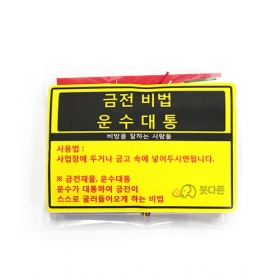 금전 비법
운수대통
비방을 잘하는 사람들
사용법 :
사업장에 두거나 금고 속에 넣어두시면됩니다.
※ 금전재물, 운수대통
운수가 대통하여 긍전이
스스로 굴러들어오게 하는 비법
붓다존